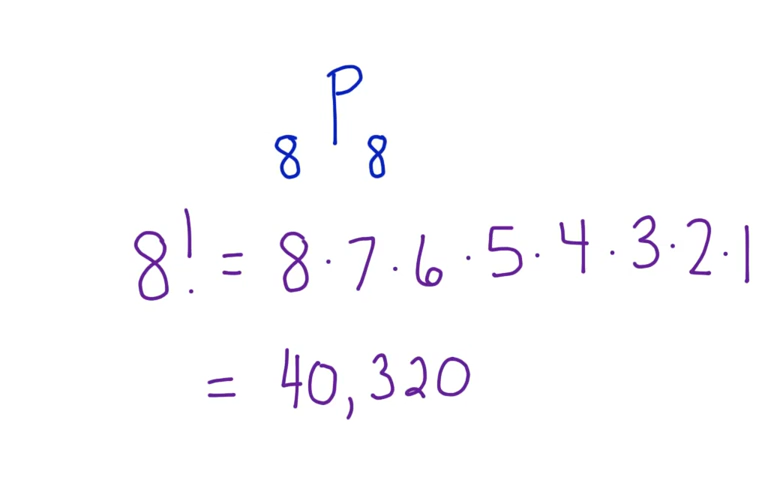 8P8
8! = 8 · 7 · 6 · 5 · 4 · 3 · 2 · 1
= 40,320